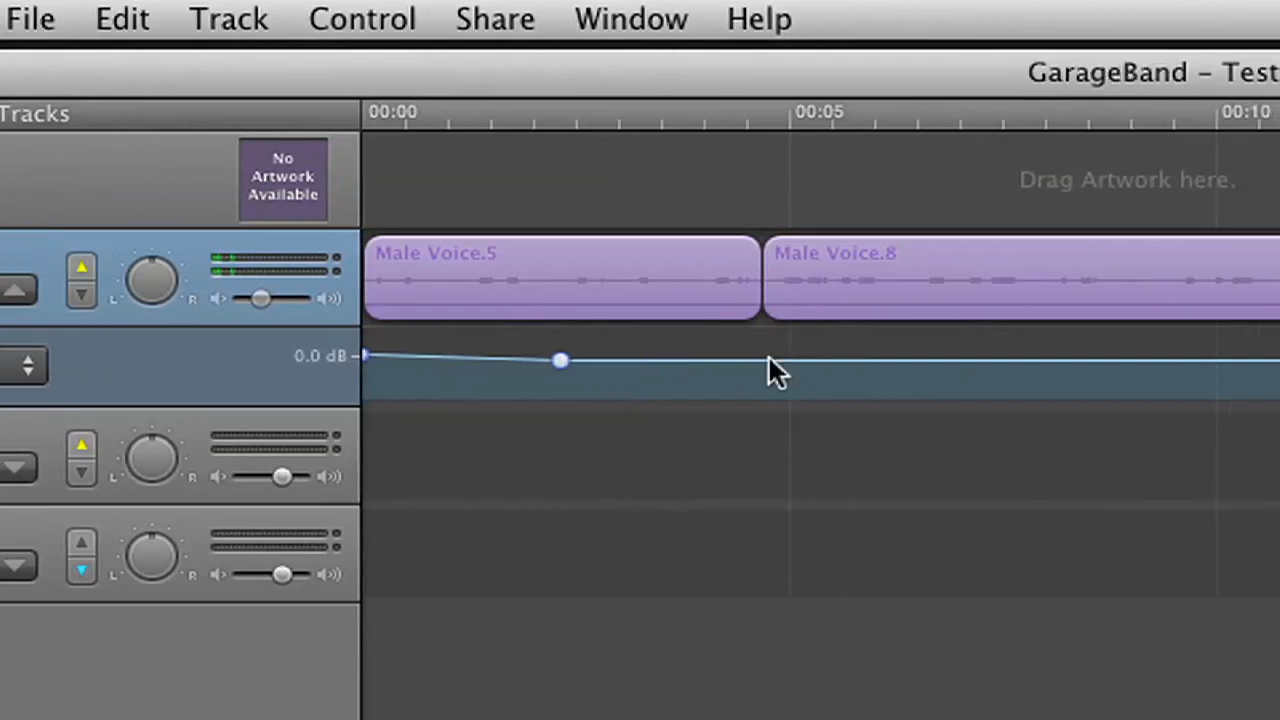 File Edit Track Control Share Window Help
GarageBand - Test
Tracks
00:00 00:05 00:10
No
Artwork
Available
Drag Artwork here.
Male Voice.5 Male Voice.8
L R
0.0 dB
L R
L R